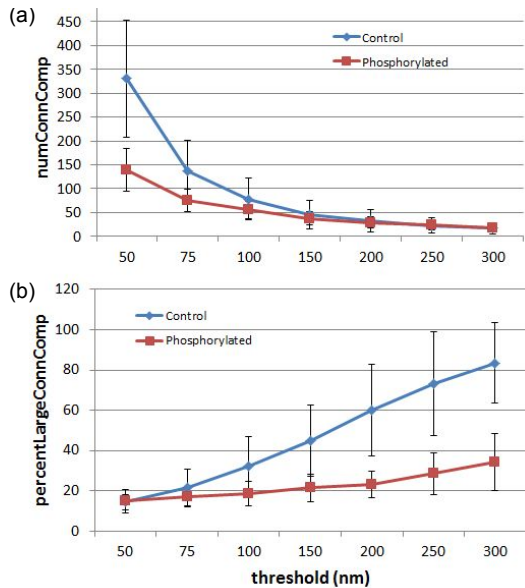 (a)
numConnComp
450
400
350
300
250
200
150
100
50
0
Control
Phosphorylated
50 75 100 150 200 250 300
(b)
percentLargeConnComp
120
100
80
60
40
20
0
Control
Phosphorylated
50 75 100 150 200 250 300
threshold (nm)